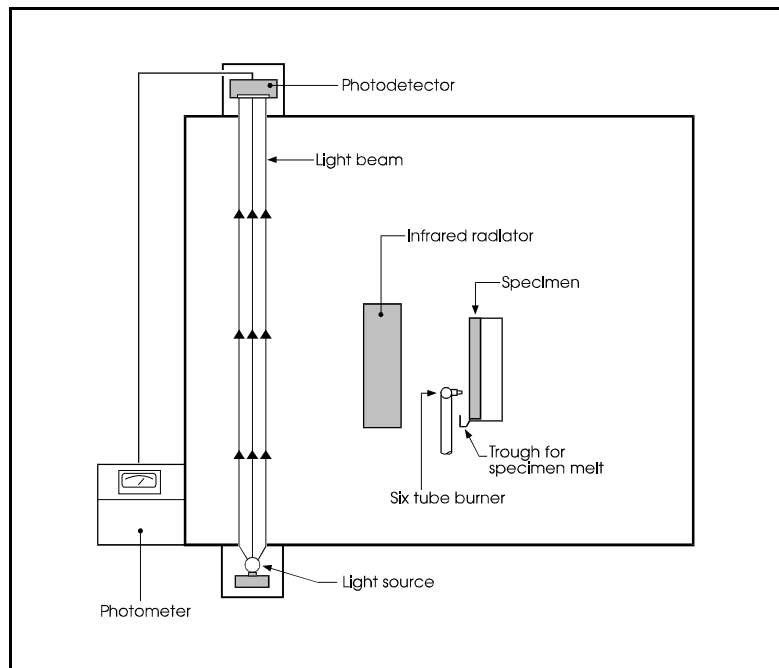 Photodetector
Light beam
Infrared radiator
Specimen
Trough for
specimen melt
Six tube burner
Light source
Photometer